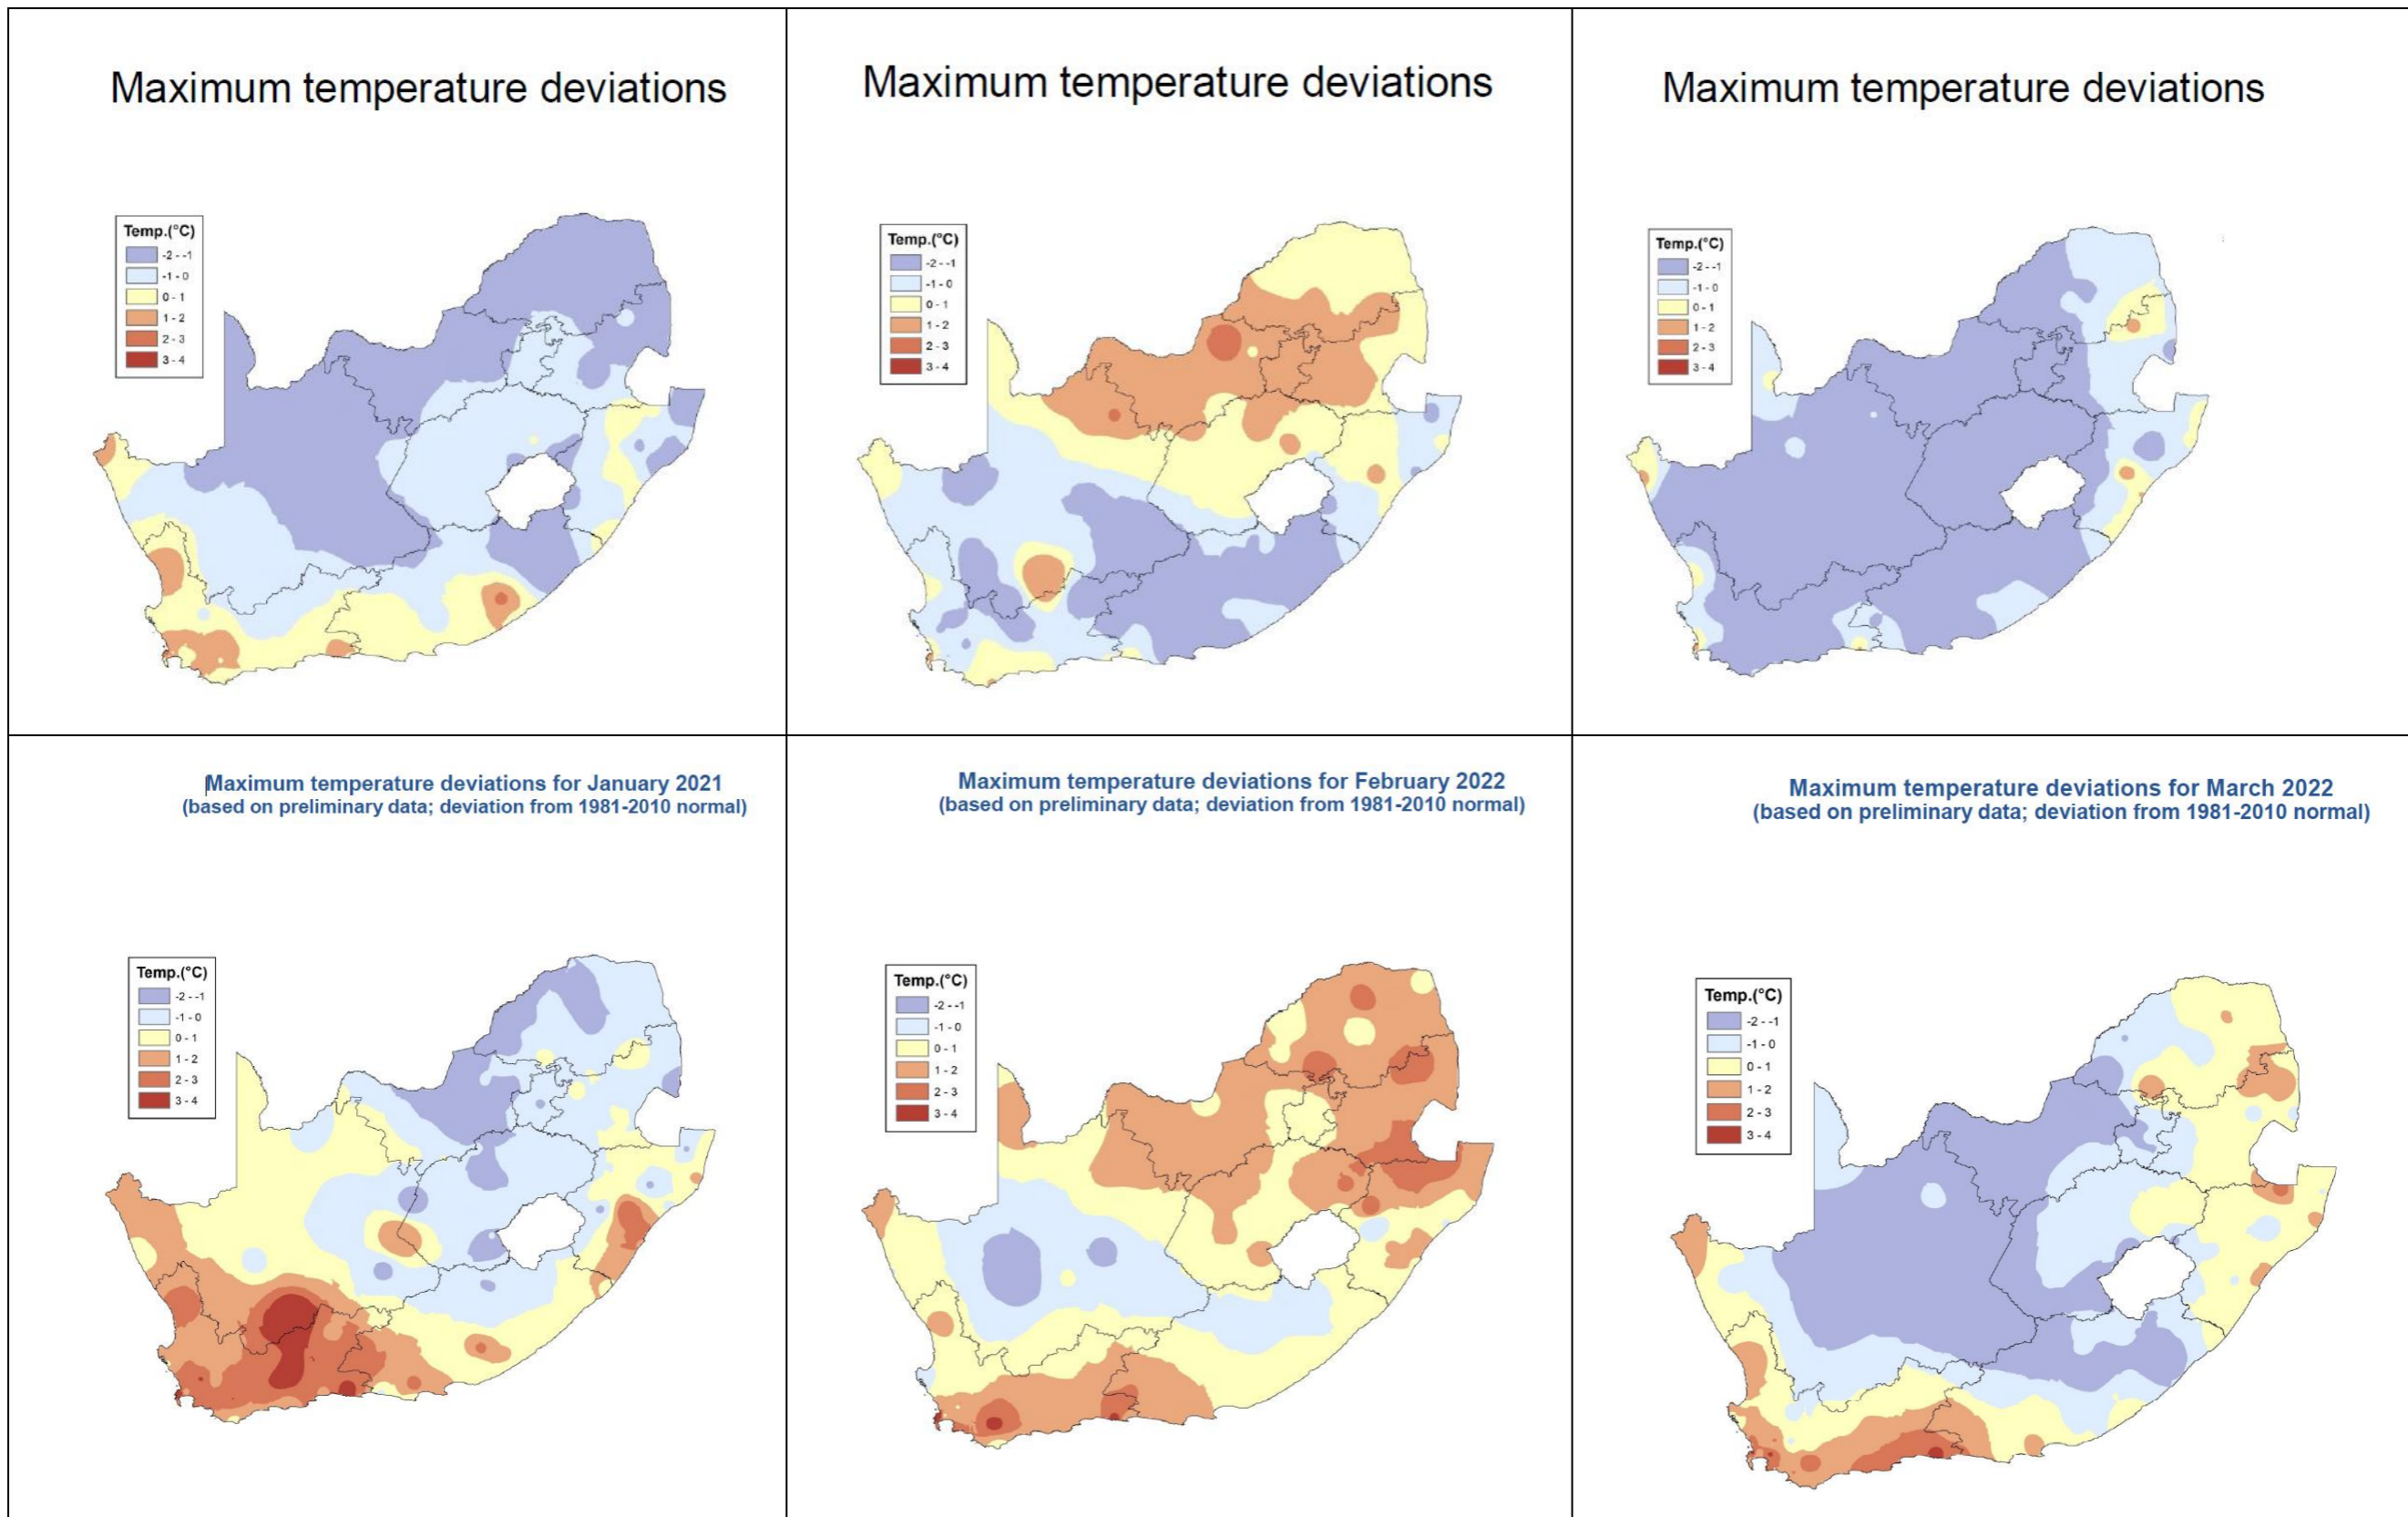 Maximum temperature deviations
Temp.(°C)
-2 - -1
-1 - 0
0 - 1
1 - 2
2 - 3
3 - 4
Maximum temperature deviations
Temp.(°C)
-2 - -1
-1 - 0
0 - 1
1 - 2
2 - 3
3 - 4
Maximum temperature deviations
Temp.(°C)
-2 - -1
-1 - 0
0 - 1
1 - 2
2 - 3
3 - 4
Maximum temperature deviations for January 2021
(based on preliminary data; deviation from 1981-2010 normal)
Temp.(°C)
-2 - -1
-1 - 0
0 - 1
1 - 2
2 - 3
3 - 4
Maximum temperature deviations for February 2022
(based on preliminary data; deviation from 1981-2010 normal)
Temp.(°C)
-2 - -1
-1 - 0
0 - 1
1 - 2
2 - 3
3 - 4
Maximum temperature deviations for March 2022
(based on preliminary data; deviation from 1981-2010 normal)
Temp.(°C)
-2 - -1
-1 - 0
0 - 1
1 - 2
2 - 3
3 - 4